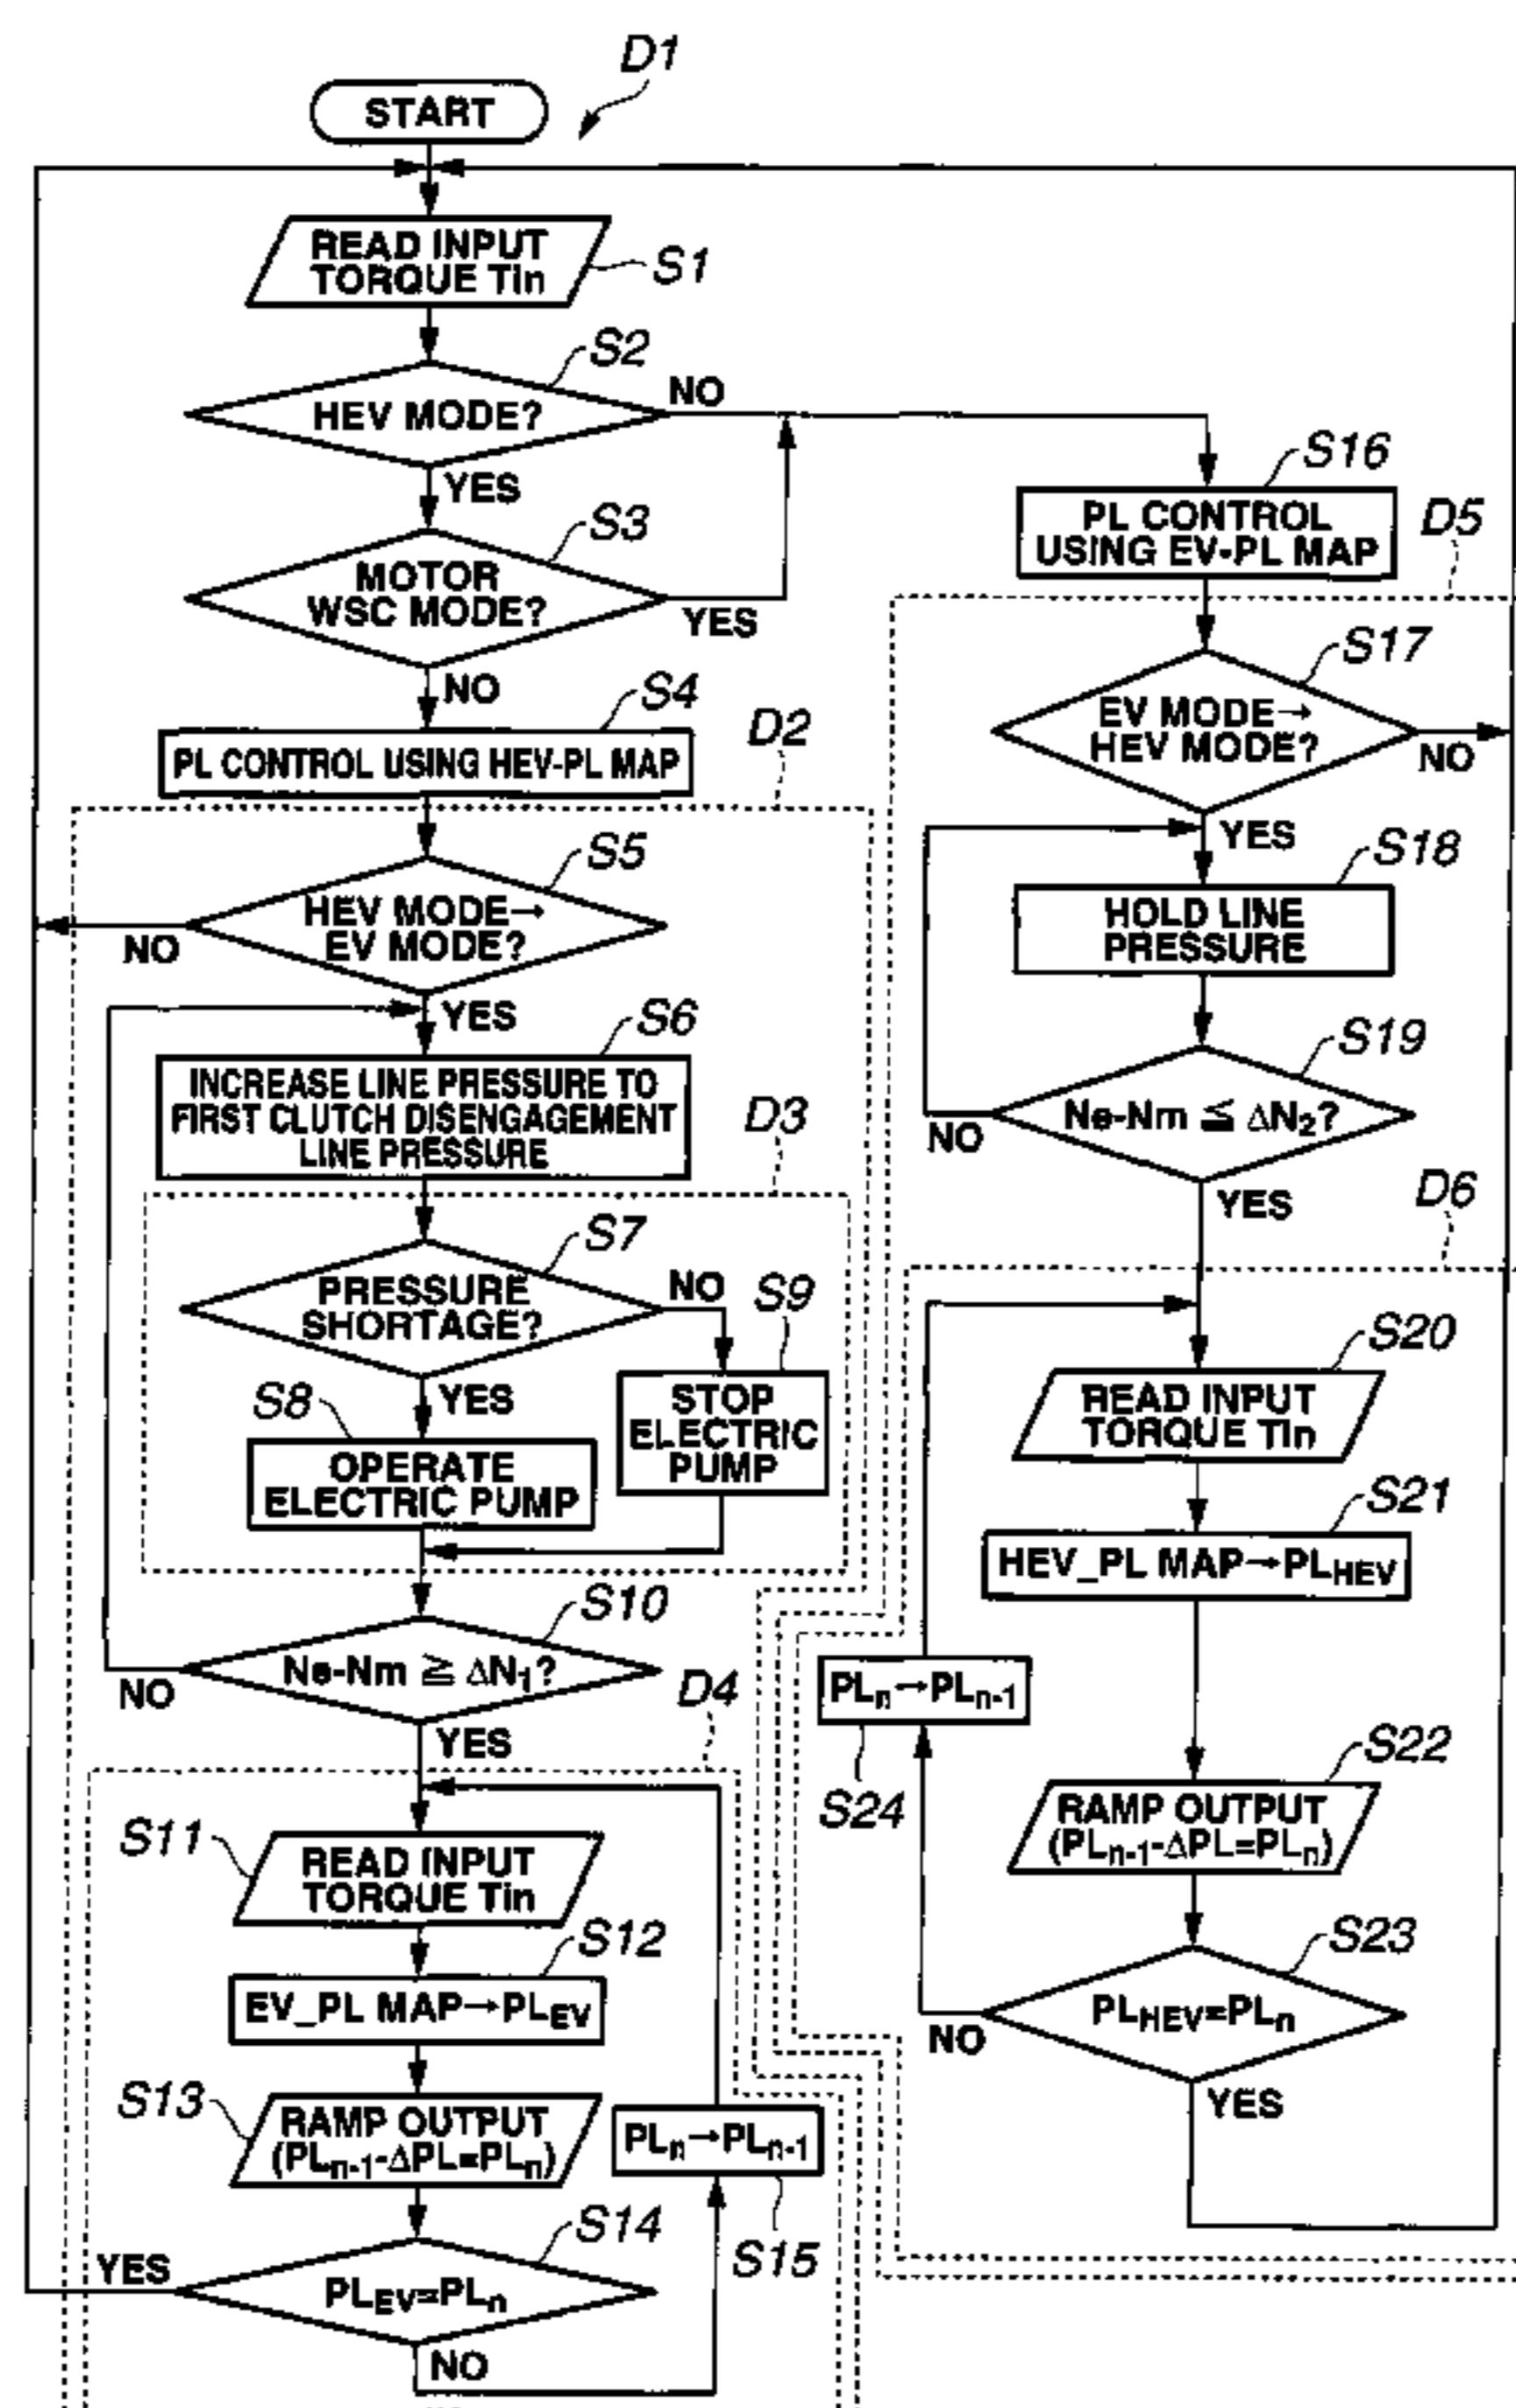 D1
START
READ INPUT
TORQUE Tin
S1
S2
HEV MODE?
NO
YES
S3
MOTOR
WSC MODE?
YES
NO
S4
PL CONTROL USING HEV-PL MAP
D2
S5
HEV MODE→
EV MODE?
NO
YES
S6
INCREASE LINE PRESSURE TO
FIRST CLUTCH DISENGAGEMENT
LINE PRESSURE
D3
S7
PRESSURE
SHORTAGE?
NO
S9
YES
S8
OPERATE
ELECTRIC PUMP
STOP
ELECTRIC
PUMP
S10
Ne-Nm ≧ ΔN1?
NO
YES
D4
S11
READ INPUT
TORQUE Tin
S12
EV_PL MAP→PLEV
S13
RAMP OUTPUT
(PLn-1-ΔPL=PLn)
PLn→PLn-1
S15
S14
YES
PLEV=PLn
NO
S16
PL CONTROL
USING EV-PL MAP
D5
S17
EV MODE→
HEV MODE?
NO
YES
S18
HOLD LINE
PRESSURE
S19
Ne-Nm ≦ ΔN2?
NO
YES
D6
S20
READ INPUT
TORQUE Tin
S21
HEV_PL MAP→PLHEV
PLn→PLn-1
S24
S22
RAMP OUTPUT
(PLn-1-ΔPL=PLn)
S23
PLHEV=PLn
NO
YES